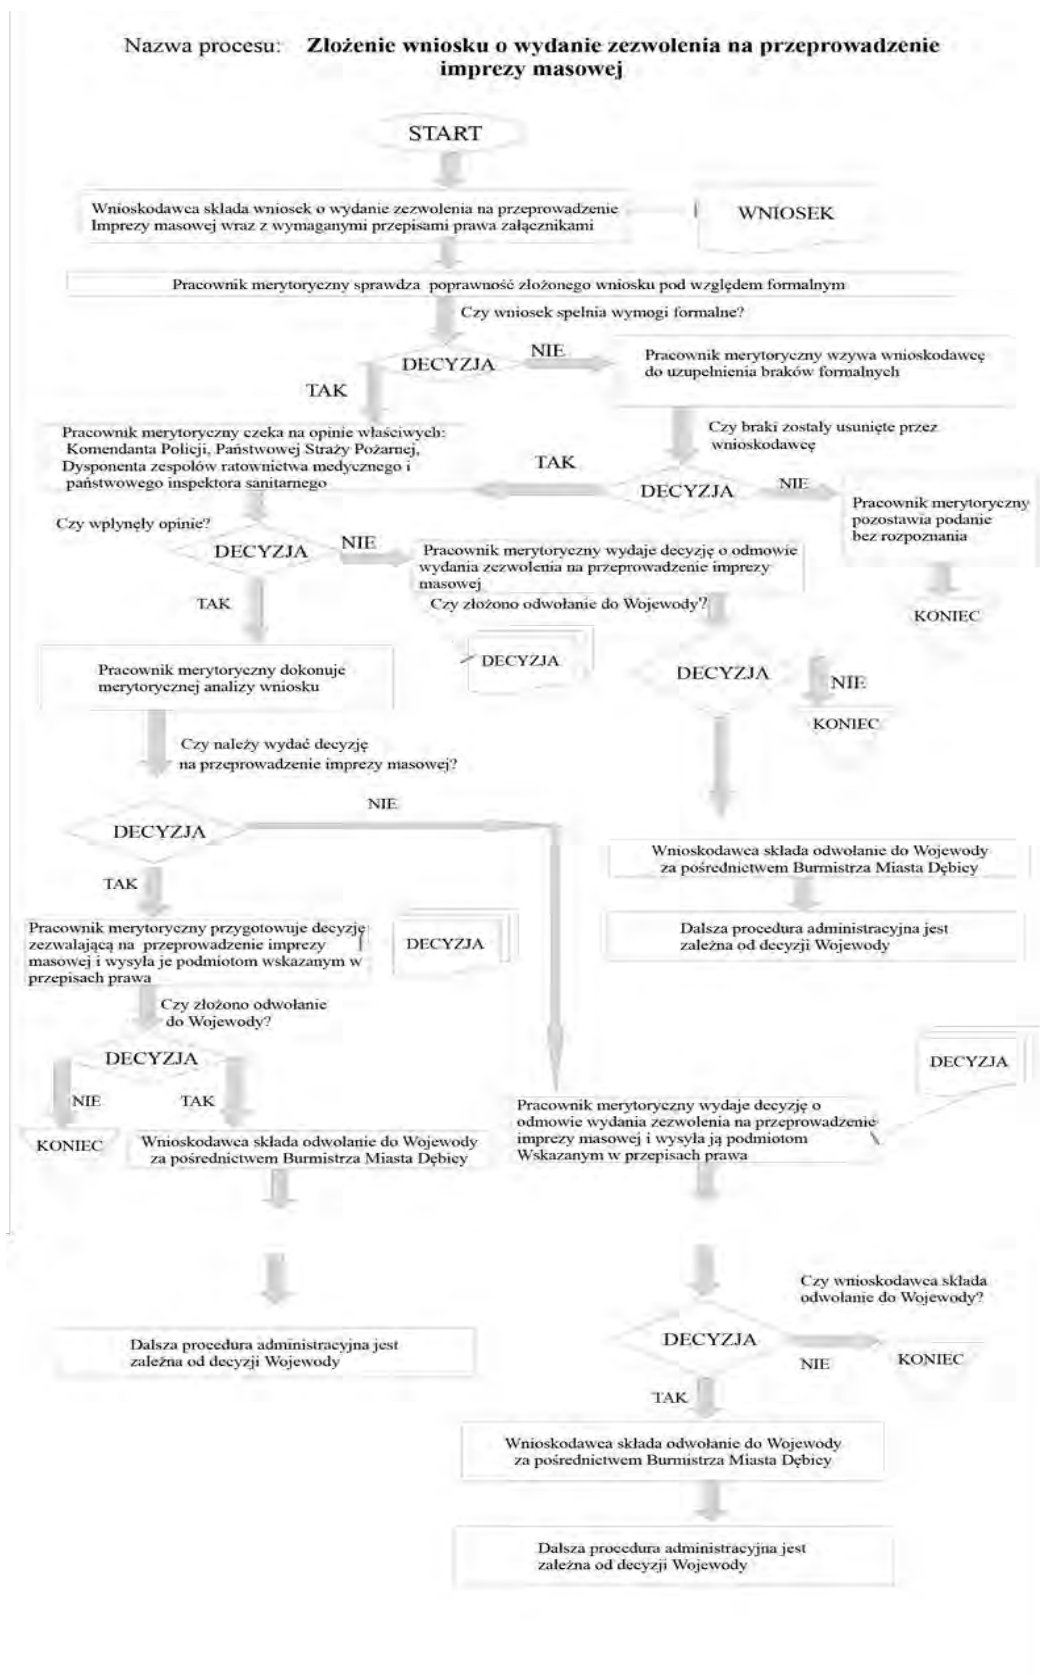 Nazwa procesu: Złożenie wniosku o wydanie zezwolenia na przeprowadzenie
imprezy masowej
START
Wnioskodawca składa wniosek o wydanie zezwolenia na przeprowadzenie
Imprezy masowej wraz z wymaganymi przepisami prawa załącznikami
WNIOSEK
Pracownik merytoryczny sprawdza poprawność złożonego wniosku pod względem formalnym
Czy wniosek spełnia wymogi formalne?
DECYZJA
NIE
Pracownik merytoryczny wzywa wnioskodawcę
do uzupełnienia braków formalnych
TAK
Pracownik merytoryczny czeka na opinie właściwych:
Komendanta Policji, Państwowej Straży Pożarnej,
Dysponenta zespołów ratownictwa medycznego i
państwowego inspektora sanitarnego
Czy braki zostały usunięte przez
wnioskodawcę
TAK
DECYZJA
NIE
Pracownik merytoryczny
pozostawia podanie
bez rozpoznania
KONIEC
Czy wpłynęły opinie?
DECYZJA
NIE
Pracownik merytoryczny wydaje decyzję o odmowie
wydania zezwolenia na przeprowadzenie imprezy
masowej
TAK
Czy złożono odwołanie do Wojewody?
DECYZJA
DECYZJA
NIE
KONIEC
Pracownik merytoryczny dokonuje
merytorycznej analizy wniosku
Czy należy wydać decyzję
na przeprowadzenie imprezy masowej?
NIE
DECYZJA
Wnioskodawca składa odwołanie do Wojewody
za pośrednictwem Burmistrza Miasta Dębicy
TAK
Dalsza procedura administracyjna jest
zależna od decyzji Wojewody
Pracownik merytoryczny przygotowuje decyzję
zezwalającą na przeprowadzenie imprezy
masowej i wysyła je podmiotom wskazanym w
przepisach prawa
DECYZJA
Czy złożono odwołanie
do Wojewody?
DECYZJA
NIE
TAK
KONIEC
Wnioskodawca składa odwołanie do Wojewody
za pośrednictwem Burmistrza Miasta Dębicy
DECYZJA
Pracownik merytoryczny wydaje decyzję o
odmowie wydania zezwolenia na przeprowadzenie
imprezy masowej i wysyła ją podmiotom
Wskazanym w przepisach prawa
Czy wnioskodawca składa
odwołanie do Wojewody?
Dalsza procedura administracyjna jest
zależna od decyzji Wojewody
DECYZJA
NIE
KONIEC
TAK
Wnioskodawca składa odwołanie do Wojewody
za pośrednictwem Burmistrza Miasta Dębicy
Dalsza procedura administracyjna jest
zależna od decyzji Wojewody